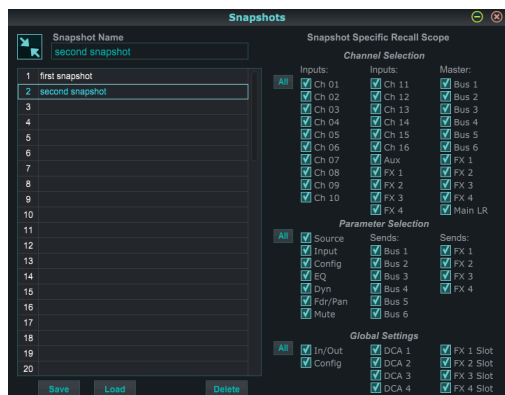 Snapshots
Snapshot Name
second snapshot
1 first snapshot
2 second snapshot
3
4
5
6
7
8
9
10
11
12
13
14
15
16
17
18
19
20
Save Load Delete
Snapshot Specific Recall Scope
Channel Selection
Inputs: Inputs: Master:
All Ch 01 Ch 11 Bus 1
Ch 02 Ch 12 Bus 2
Ch 03 Ch 13 Bus 3
Ch 04 Ch 14 Bus 4
Ch 05 Ch 15 Bus 5
Ch 06 Ch 16 Bus 6
Ch 07 Aux FX 1
Ch 08 FX 1 FX 2
Ch 09 FX 2 FX 3
Ch 10 FX 3 FX 4
FX 4 Main LR
Parameter Selection
All Source Sends: Sends:
Input Bus 1 FX 1
Config Bus 2 FX 2
EQ Bus 3 FX 3
Dyn Bus 4 FX 4
Fdr/Pan Bus 5
Mute Bus 6
Global Settings
All In/Out DCA 1 FX 1 Slot
Config DCA 2 FX 2 Slot
DCA 3 FX 3 Slot
DCA 4 FX 4 Slot